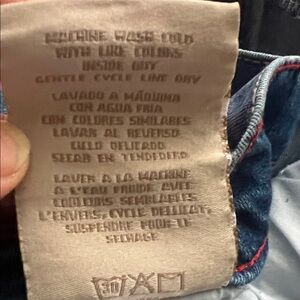 MACHINE WASH COLD
WITH LIKE COLORS
INSIDE OUT
GENTLE CYCLE LINE DRY
LAVADO A MÁQUINA
CON AGUA FRIA
CON COLORES SIMILARES
LAVAR AL REVERSO
CICLO DELICADO
SECAR EN TENDEDERO
LAVER A LA MACHINE
A L'EAU FROIDE AVEC
COULEURS SEMBLABLES
L'ENVERS, CYCLE DELLICAT,
SUSPENDRE POUR LE
SECHAGE
30